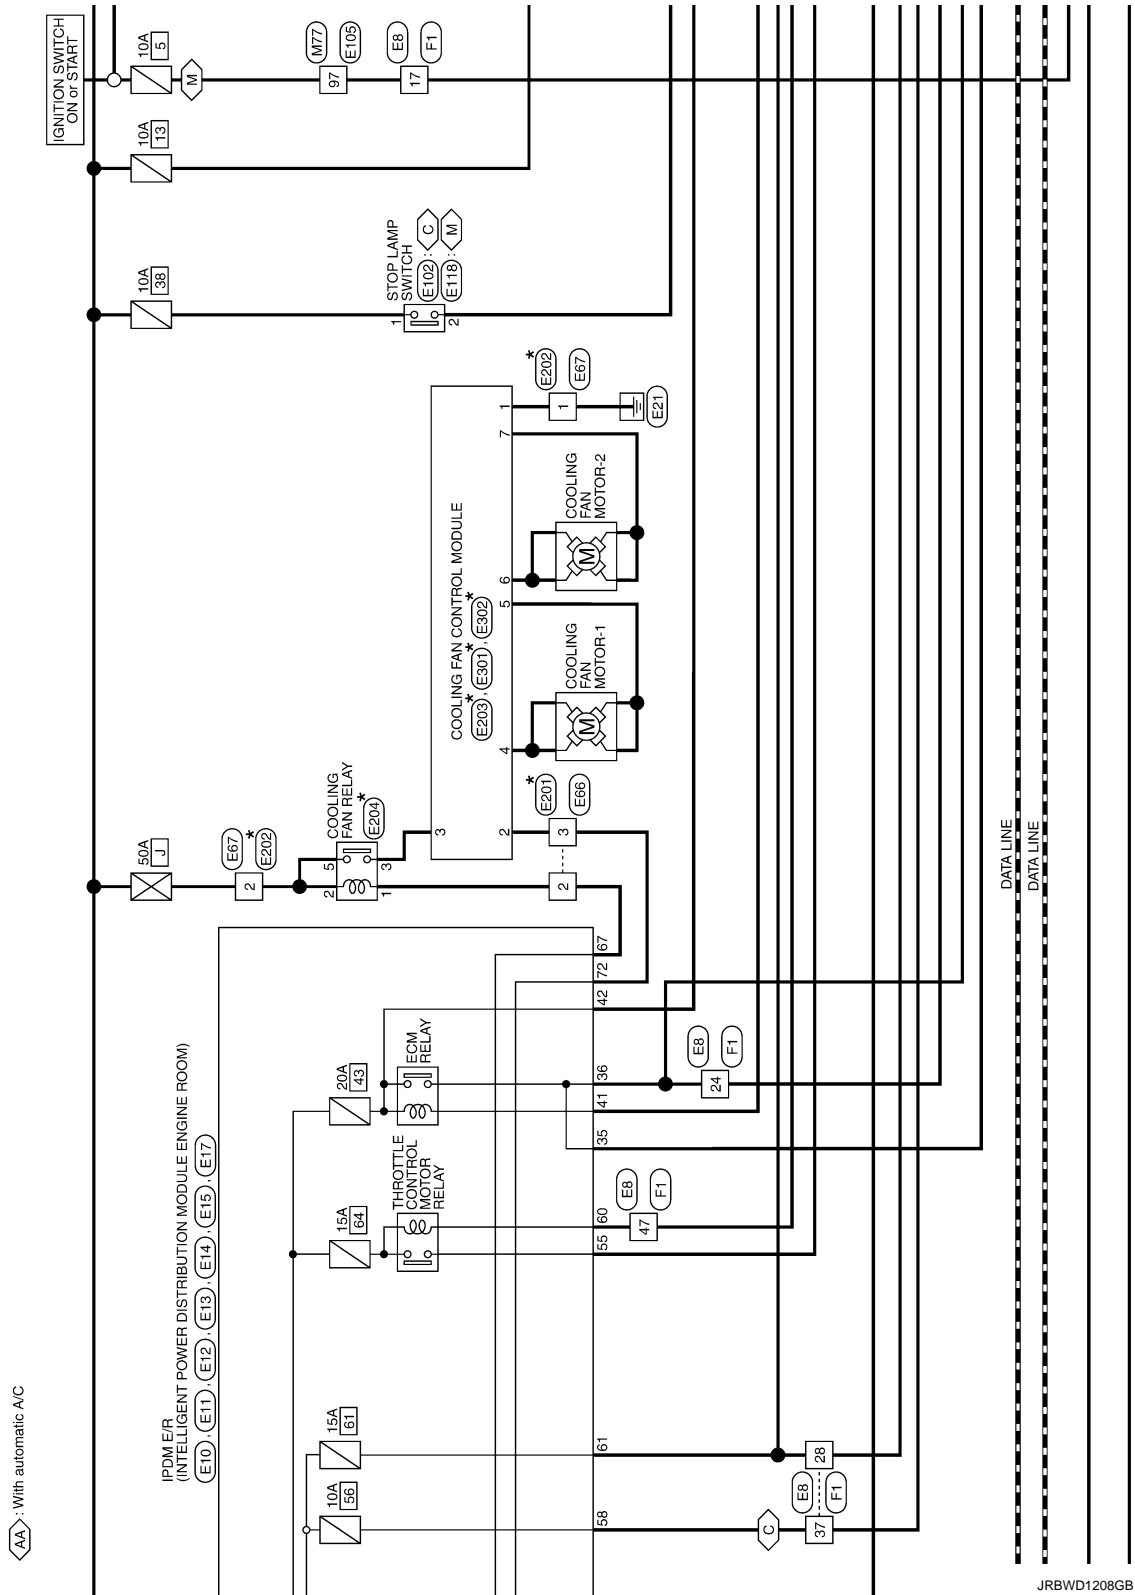 AA : With automatic A/C
IPDM E/R
(INTELLIGENT POWER DISTRIBUTION MODULE ENGINE ROOM)
E10 , E11 , E12 , E13 , E14 , E15 , E17
10A
56
15A
61
15A
64
20A
43
THROTTLE
CONTROL
MOTOR
RELAY
ECM
RELAY
58
61
55
60
35
41
36
42
72
67
C
37
28
E8
F1
47
E8
F1
24
E8
F1
50A
J
2
E67
E202*
COOLING
FAN RELAY
E204*
2
5
1
3
COOLING FAN CONTROL MODULE
E203* , E301* , E302*
3
2
4
5
6
7
1
2
3
E201*
E66
COOLING
FAN
MOTOR-1
M
COOLING
FAN
MOTOR-2
M
1
E202*
E67
E21
10A
38
STOP LAMP
SWITCH
E102 : C
E118 : M
1
2
10A
13
IGNITION SWITCH
ON or START
10A
5
M
97
M77
E105
17
E8
F1
DATA LINE
DATA LINE
JRBWD1208GB